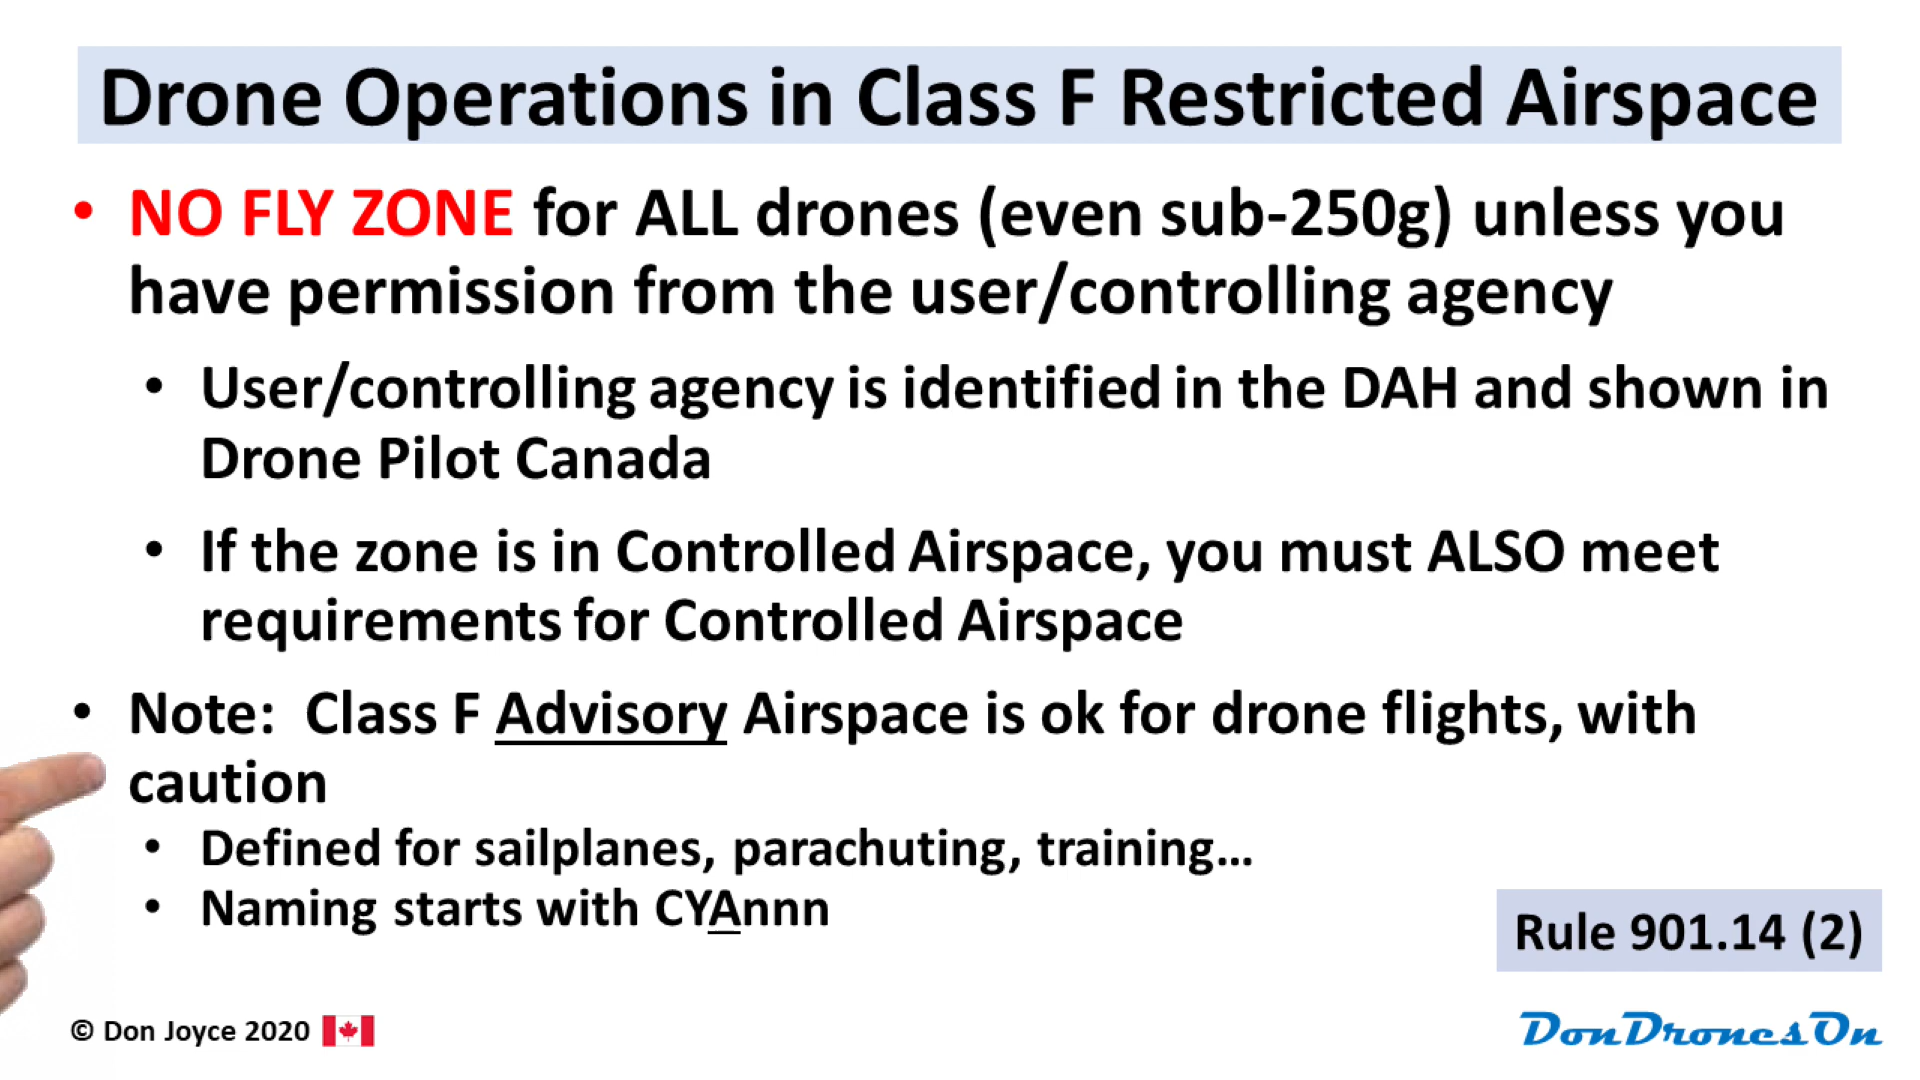 Drone Operations in Class F Restricted Airspace
• NO FLY ZONE for ALL drones (even sub-250g) unless you
have permission from the user/controlling agency
• User/controlling agency is identified in the DAH and shown in
Drone Pilot Canada
• If the zone is in Controlled Airspace, you must ALSO meet
requirements for Controlled Airspace
• Note: Class F Advisory Airspace is ok for drone flights, with
caution
• Defined for sailplanes, parachuting, training…
• Naming starts with CYAnnn
Rule 901.14 (2)
© Don Joyce 2020
DonDronesOn